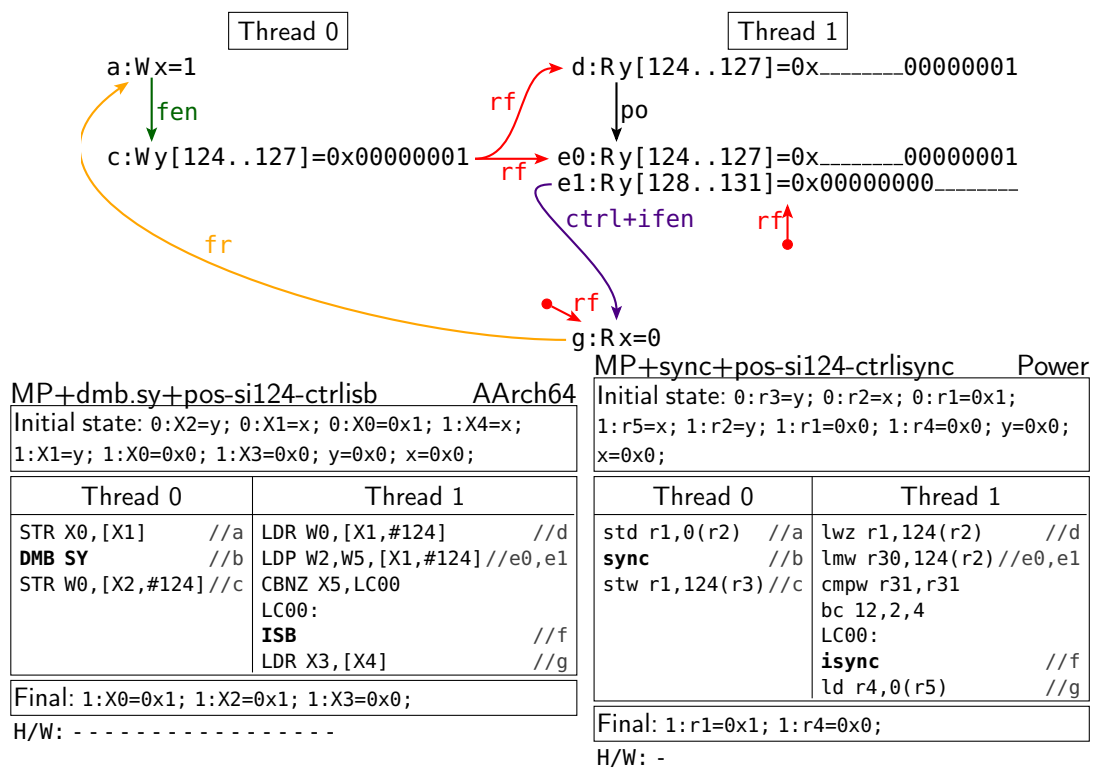 Thread 0
Thread 1
a:Wx=1
d:Ry[124..127]=0x________00000001
rf
fen
po
c:Wy[124..127]=0x00000001
rf
e0:Ry[124..127]=0x________00000001
e1:Ry[128..131]=0x00000000________
ctrl+ifen
rf
fr
rf
g:Rx=0
MP+dmb.sy+pos-si124-ctrlisb AArch64
Initial state: 0:X2=y; 0:X1=x; 0:X0=0x1; 1:X4=x;
1:X1=y; 1:X0=0x0; 1:X3=0x0; y=0x0; x=0x0;
Thread 0 Thread 1
STR X0,[X1] //a LDR W0,[X1,#124] //d
DMB SY //b LDP W2,W5,[X1,#124]//e0,e1
STR W0,[X2,#124]//c CBNZ X5,LC00
LC00:
ISB //f
LDR X3,[X4] //g
Final: 1:X0=0x1; 1:X2=0x1; 1:X3=0x0;
H/W: - - - - - - - - - - - - - - - - -
MP+sync+pos-si124-ctrlisync Power
Initial state: 0:r3=y; 0:r2=x; 0:r1=0x1;
1:r5=x; 1:r2=y; 1:r1=0x0; 1:r4=0x0; y=0x0;
x=0x0;
Thread 0 Thread 1
std r1,0(r2) //a lwz r1,124(r2) //d
sync //b lmw r30,124(r2)//e0,e1
stw r1,124(r3)//c cmpw r31,r31
bc 12,2,4
LC00:
isync //f
ld r4,0(r5) //g
Final: 1:r1=0x1; 1:r4=0x0;
H/W: -